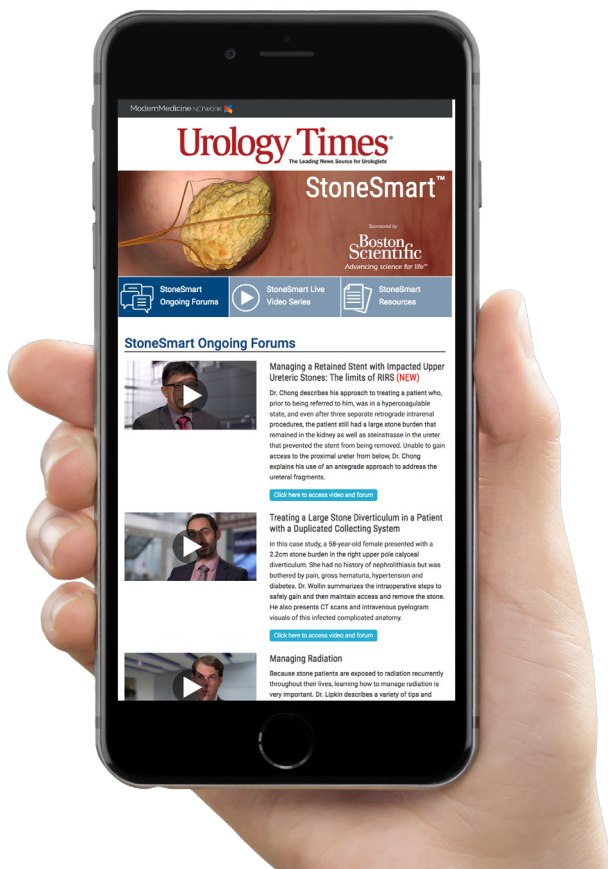 ModernMedicine NETWORK
Urology Times®
The Leading News Source for Urologists
StoneSmart™
Sponsored by
Boston
Scientific
Advancing science for life™
StoneSmart
Ongoing Forums
StoneSmart Live
Video Series
StoneSmart
Resources
StoneSmart Ongoing Forums
Managing a Retained Stent with Impacted Upper
Ureteric Stones: The limits of RIRS (NEW)
Dr. Chong describes his approach to treating a patient who,
prior to being referred to him, was in a hypercoagulable
state, and even after three separate retrograde intrarenal
procedures, the patient still had a large stone burden that
remained in the kidney as well as steinstrasse in the ureter
that prevented the stent from being removed. Unable to gain
access to the proximal ureter from below, Dr. Chong
explains his use of an antegrade approach to address the
ureteral fragments.
Click here to access video and forum
Treating a Large Stone Diverticulum in a Patient
with a Duplicated Collecting System
In this case study, a 58-year-old female presented with a
2.2cm stone burden in the right upper pole calyceal
diverticulum. She had no history of nephrolithiasis but was
bothered by pain, gross hematuria, hypertension and
diabetes. Dr. Wollin summarizes the intraoperative steps to
safely gain and then maintain access and remove the stone.
He also presents CT scans and intravenous pyelogram
visuals of this infected complicated anatomy.
Click here to access video and forum
Managing Radiation
Because stone patients are exposed to radiation recurrently
throughout their lives, learning how to manage radiation is
very important. Dr. Lipkin describes a variety of tips and